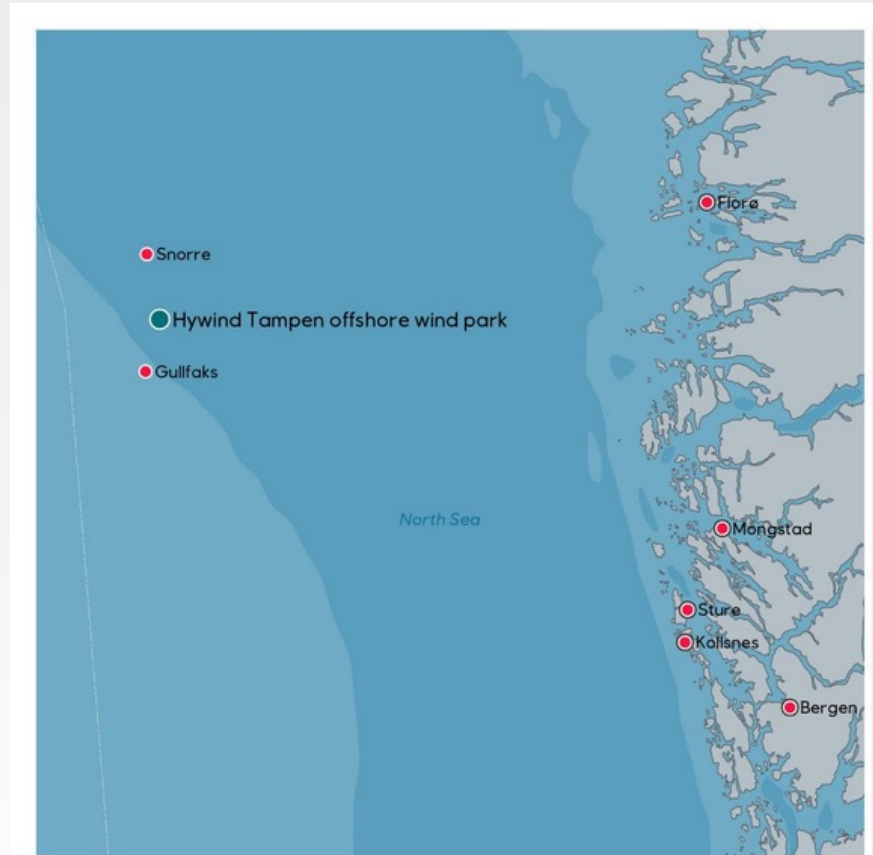 Florø
Snorre
Hywind Tampen offshore wind park
Gullfaks
North Sea
Mongstad
Sture
Kollsnes
Bergen